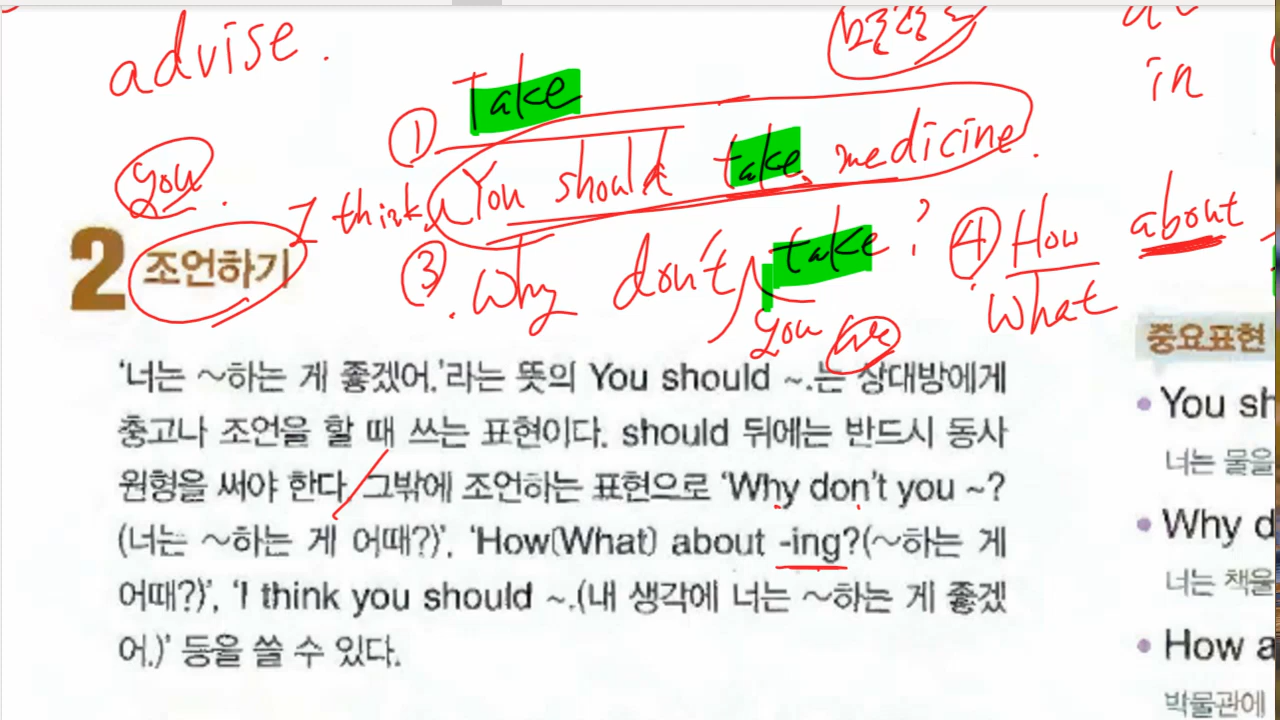 advise.
in
Take
①
You should take medicine.
you.
I think
2 조언하기
③ Why don't take?
you
④ How about
What
'너는 ~하는 게 좋겠어.'라는 뜻의 You should ~.는 상대방에게
충고나 조언을 할 때 쓰는 표현이다. should 뒤에는 반드시 동사
원형을 써야 한다. 그밖에 조언하는 표현으로 'Why don't you ~?
(너는 ~하는 게 어때?)', 'How(What) about -ing?(~하는 게
어때?)', 'I think you should ~.(내 생각에 너는 ~하는 게 좋겠
어.)' 등을 쓸 수 있다.
중요표현
• You sh
너는 물을
• Why d
너는 책을
• How a
박물관에